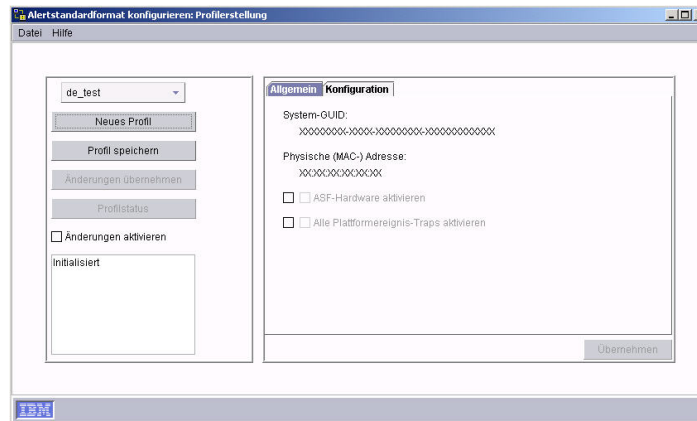 Alertstandardformat konfigurieren: Profilerstellung
Datei Hilfe
de_test
Neues Profil
Profil speichern
Änderungen übernehmen
Profilstatus
Änderungen aktivieren
Initialisiert
Allgemein Konfiguration
System-GUID:
XXXXXXXX-XXXX-XXXXXXXX-XXXXXXXXXXXX
Physische (MAC-) Adresse:
XX:XX:XX:XX:XX:XX
ASF-Hardware aktivieren
Alle Plattformereignis-Traps aktivieren
Übernehmen
IBM